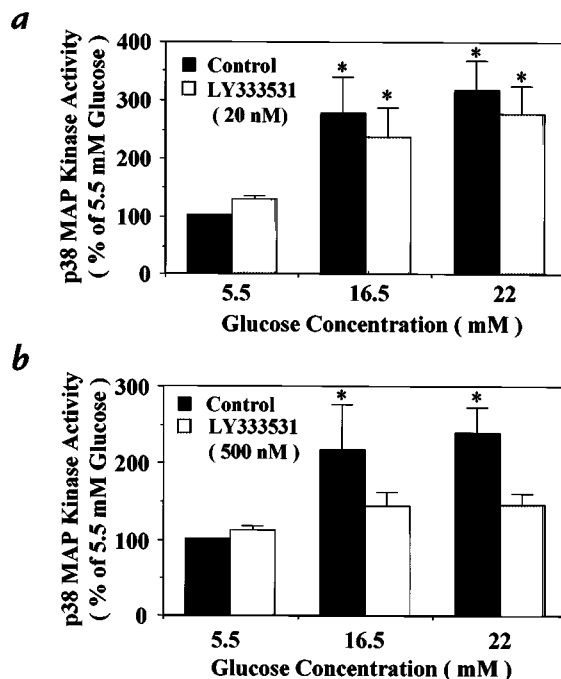 a
p38 MAP Kinase Activity
( % of 5.5 mM Glucose )
400
300
200
100
0
Control
LY333531
( 20 nM)
*
*
*
*
5.5
16.5
22
Glucose Concentration ( mM )
b
p38 MAP Kinase Activity
( % of 5.5 mM Glucose )
300
200
100
0
Control
LY333531
( 500 nM )
*
*
5.5
16.5
22
Glucose Concentration ( mM )